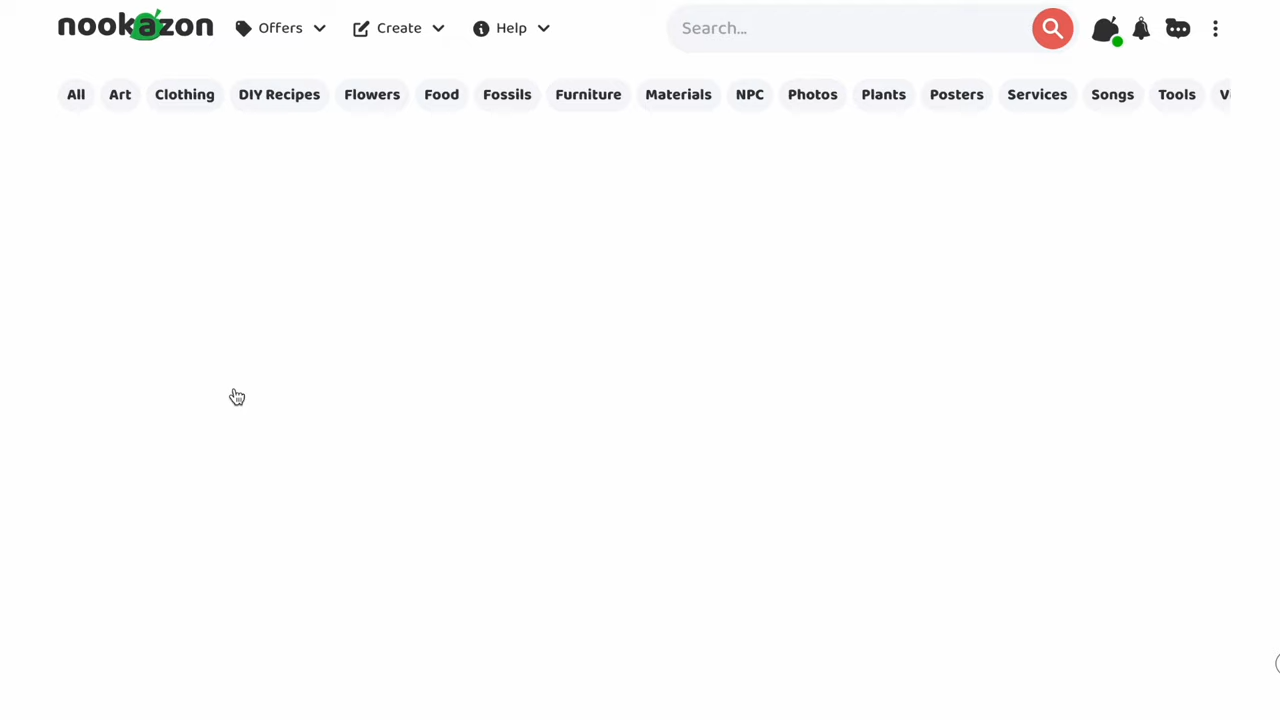 nookazon Offers Create Help Search...
All Art Clothing DIY Recipes Flowers Food Fossils Furniture Materials NPC Photos Plants Posters Services Songs Tools